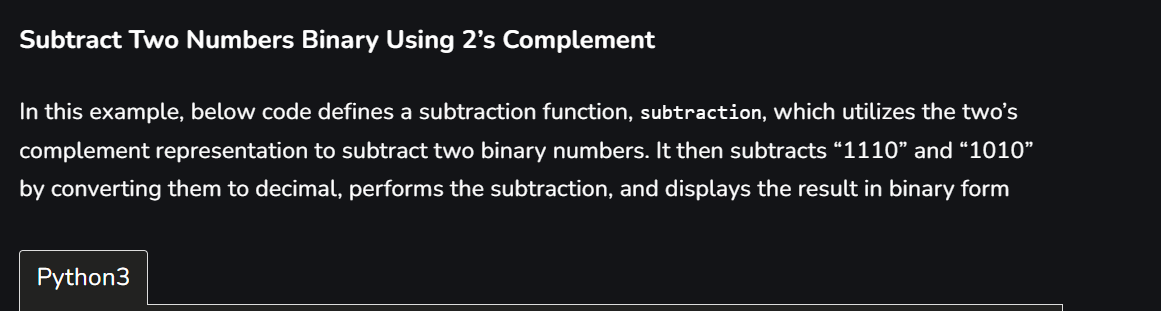 Subtract Two Numbers Binary Using 2’s Complement
In this example, below code defines a subtraction function, subtraction, which utilizes the two’s
complement representation to subtract two binary numbers. It then subtracts “1110” and “1010”
by converting them to decimal, performs the subtraction, and displays the result in binary form
Python3